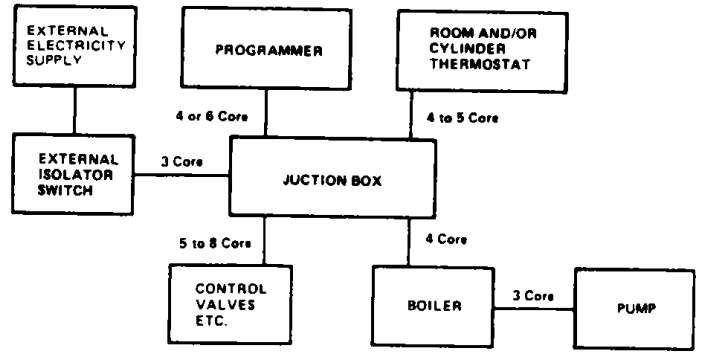 EXTERNAL
ELECTRICITY
SUPPLY
PROGRAMMER
ROOM AND/OR
CYLINDER
THERMOSTAT
4 or 6 Core
4 to 5 Core
EXTERNAL
ISOLATOR
SWITCH
3 Core
JUCTION BOX
5 to 8 Core
4 Core
CONTROL
VALVES
ETC.
BOILER
3 Core
PUMP